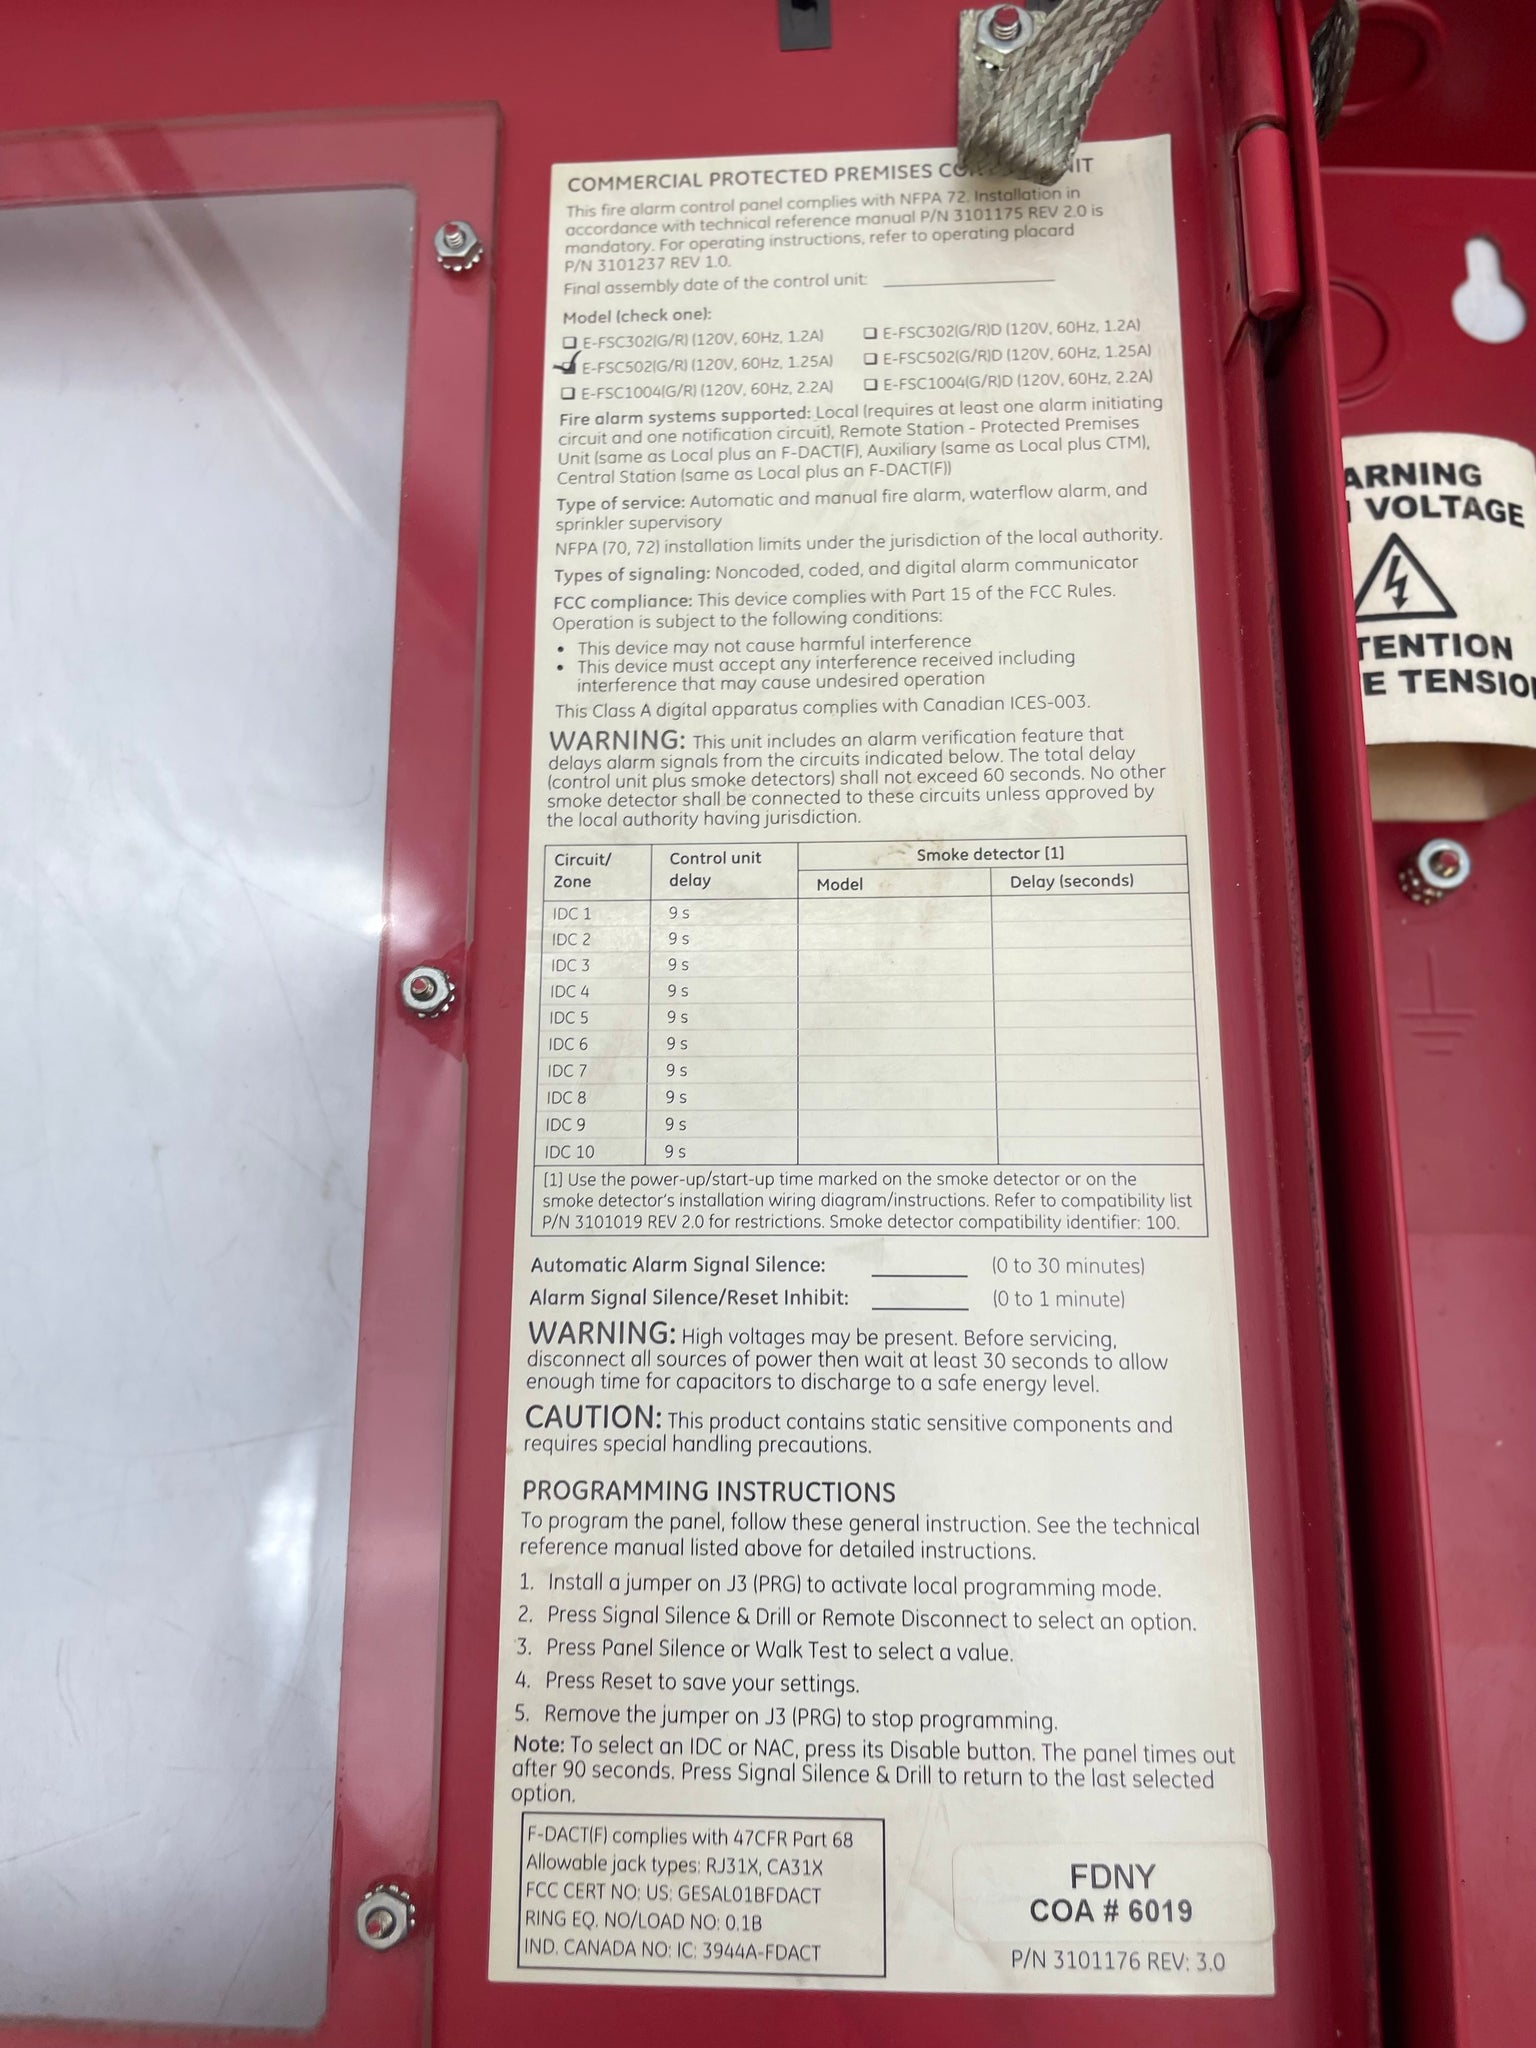 COMMERCIAL PROTECTED PREMISES
This fire alarm control panel complies with NFPA 72. Installation in
accordance with technical reference manual P/N 3101175 REV 2.0 is
mandatory. For operating instructions, refer to operating placard
P/N 3101237 REV 1.0.
Final assembly date of the control unit:
Model (check one):
E-FSC302(G/R) (120V, 60Hz, 1.2A) E-FSC302(G/R)D (120V, 60Hz, 1.2A)
E-FSC502(G/R) (120V, 60Hz, 1.25A) E-FSC502(G/R)D (120V, 60Hz, 1.25A)
E-FSC1004(G/R) (120V, 60Hz, 2.2A) E-FSC1004(G/R)D (120V, 60Hz, 2.2A)
Fire alarm systems supported: Local (requires at least one alarm initiating
circuit and one notification circuit), Remote Station - Protected Premises
Unit (same as Local plus an F-DACT(F), Auxiliary (same as Local plus CTM),
Central Station (same as Local plus an F-DACT(F))
Type of service: Automatic and manual fire alarm, waterflow alarm, and
sprinkler supervisory
NFPA (70, 72) installation limits under the jurisdiction of the local authority.
Types of signaling: Noncoded, coded, and digital alarm communicator
FCC compliance: This device complies with Part 15 of the FCC Rules.
Operation is subject to the following conditions:
• This device may not cause harmful interference
• This device must accept any interference received including
interference that may cause undesired operation
This Class A digital apparatus complies with Canadian ICES-003.
WARNING: This unit includes an alarm verification feature that
delays alarm signals from the circuits indicated below. The total delay
(control unit plus smoke detectors) shall not exceed 60 seconds. No other
smoke detector shall be connected to these circuits unless approved by
the local authority having jurisdiction.
Circuit/ Zone Control unit delay Smoke detector [1]
Model Delay (seconds)
IDC 1 9 s
IDC 2 9 s
IDC 3 9 s
IDC 4 9 s
IDC 5 9 s
IDC 6 9 s
IDC 7 9 s
IDC 8 9 s
IDC 9 9 s
IDC 10 9 s
[1] Use the power-up/start-up time marked on the smoke detector or on the
smoke detector's installation wiring diagram/instructions. Refer to compatibility list
P/N 3101019 REV 2.0 for restrictions. Smoke detector compatibility identifier: 100.
Automatic Alarm Signal Silence: (0 to 30 minutes)
Alarm Signal Silence/Reset Inhibit: (0 to 1 minute)
WARNING: High voltages may be present. Before servicing,
disconnect all sources of power then wait at least 30 seconds to allow
enough time for capacitors to discharge to a safe energy level.
CAUTION: This product contains static sensitive components and
requires special handling precautions.
PROGRAMMING INSTRUCTIONS
To program the panel, follow these general instruction. See the technical
reference manual listed above for detailed instructions.
1. Install a jumper on J3 (PRG) to activate local programming mode.
2. Press Signal Silence & Drill or Remote Disconnect to select an option.
3. Press Panel Silence or Walk Test to select a value.
4. Press Reset to save your settings.
5. Remove the jumper on J3 (PRG) to stop programming.
Note: To select an IDC or NAC, press its Disable button. The panel times out
after 90 seconds. Press Signal Silence & Drill to return to the last selected
option.
F-DACT(F) complies with 47CFR Part 68
Allowable jack types: RJ31X, CA31X
FCC CERT NO: US: GESAL01BFDACT
RING EQ. NO/LOAD NO: 0.1B
IND. CANADA NO: IC: 3944A-FDACT
FDNY
COA # 6019
P/N 3101176 REV: 3.0
ARNING
VOLTAGE
TENTION
E TENSIO